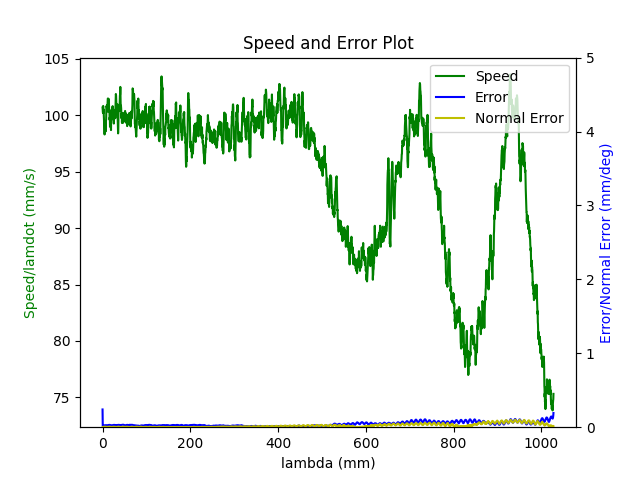 Speed and Error Plot
105
100
95
90
85
80
75
5
4
3
2
1
0
Speed
Error
Normal Error
Speed/lamdot (mm/s)
Error/Normal Error (mm/deg)
0
200
400
600
800
1000
lambda (mm)